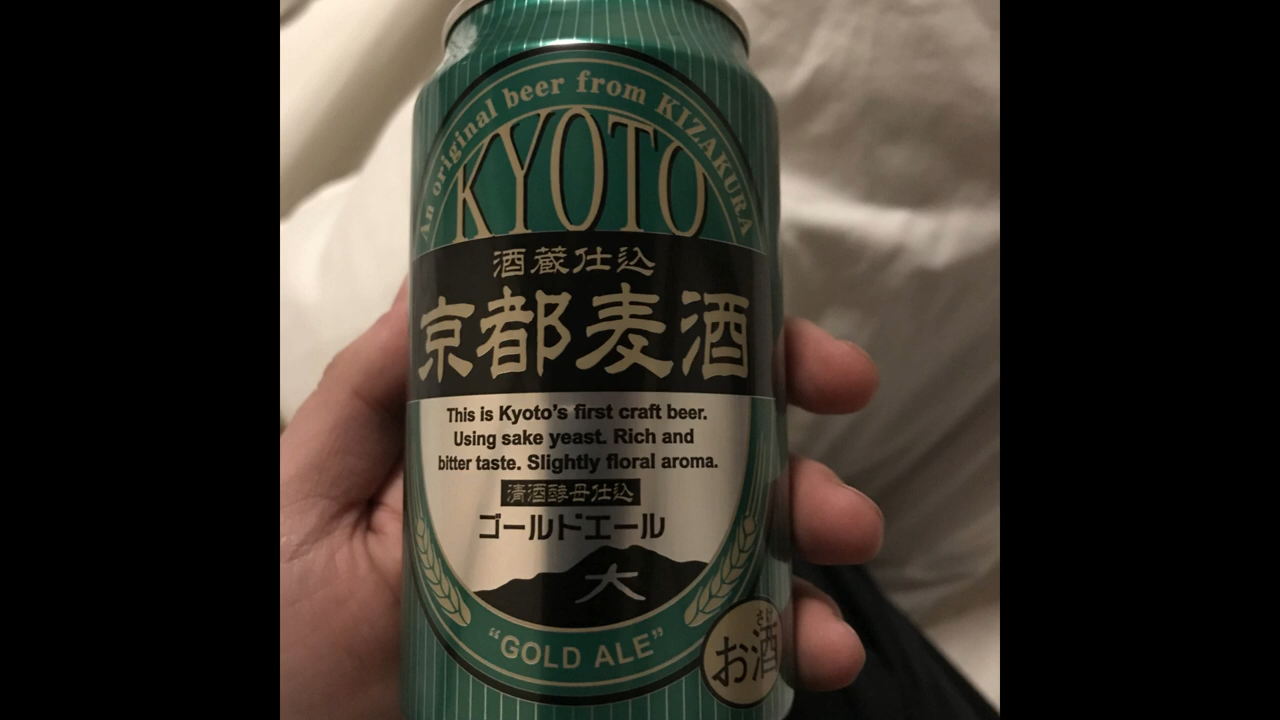 An original beer from KIZAKURA
KYOTO
酒蔵仕込
京都麦酒
This is Kyoto's first craft beer.
Using sake yeast. Rich and
bitter taste. Slightly floral aroma.
清酒酵母仕込
ゴールドエール
大
"GOLD ALE"
さけ
お酒